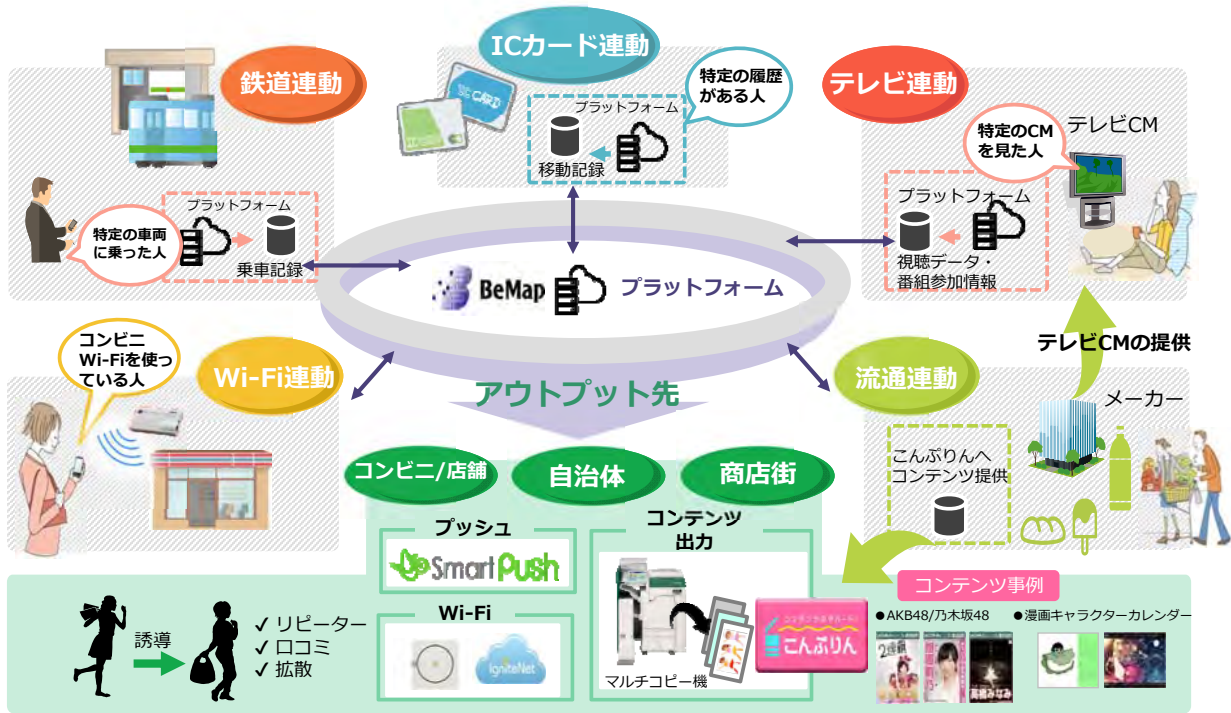 ICカード連動
鉄道連動
テレビ連動
IC CARD
プラットフォーム
移動記録
特定の履歴
がある人
特定のCM
を見た人
テレビCM
プラットフォーム
視聴データ・
番組参加情報
特定の車両
に乗った人
プラットフォーム
乗車記録
BeMap
プラットフォーム
コンビニ
Wi-Fiを使っ
ている人
Wi-Fi連動
アウトプット先
流通連動
テレビCMの提供
メーカー
こんぷりんへ
コンテンツ提供
コンビニ/店舗
自治体
商店街
プッシュ
Smart Push
Wi-Fi
IgniteNet
コンテンツ
出力
マルチコピー機
こんぷりん
誘導
✓ リピーター
✓ 口コミ
✓ 拡散
コンテンツ事例
●AKB48/乃木坂48
●漫画キャラクターカレンダー
高橋みなみ